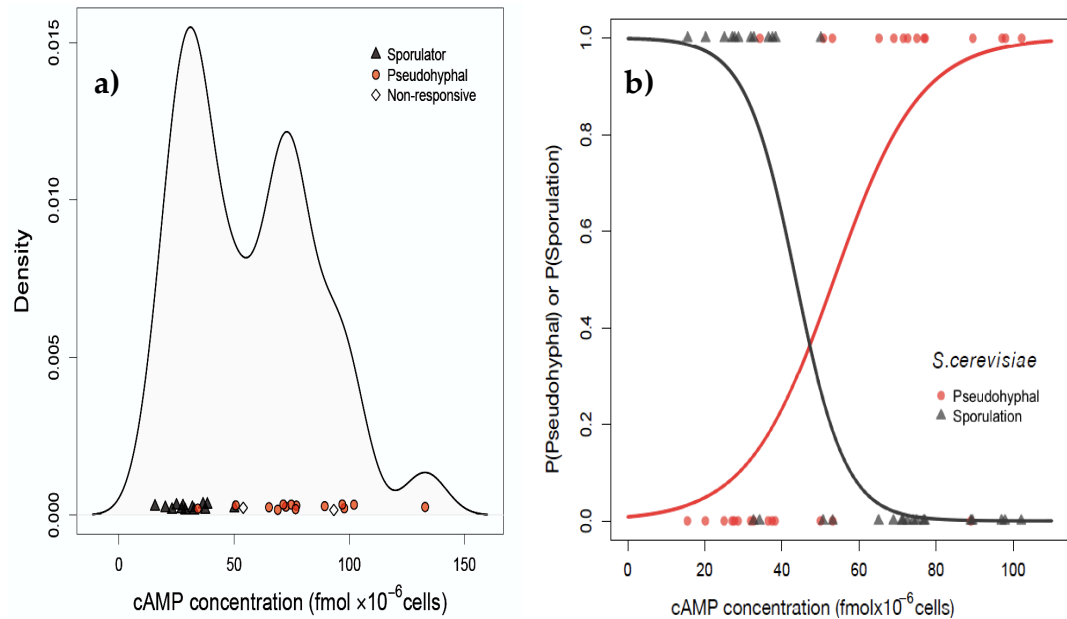 a)
Sporulator
Pseudohyphal
Non-responsive
Density
0.015
0.010
0.005
0.000
0 50 100 150
cAMP concentration (fmol ×10⁻⁶cells)
b)
P(Pseudohyphal) or P(Sporulation)
1.0
0.8
0.6
0.4
0.2
0.0
S.cerevisiae
Pseudohyphal
Sporulation
0 20 40 60 80 100
cAMP concentration (fmolx10⁻⁶cells)